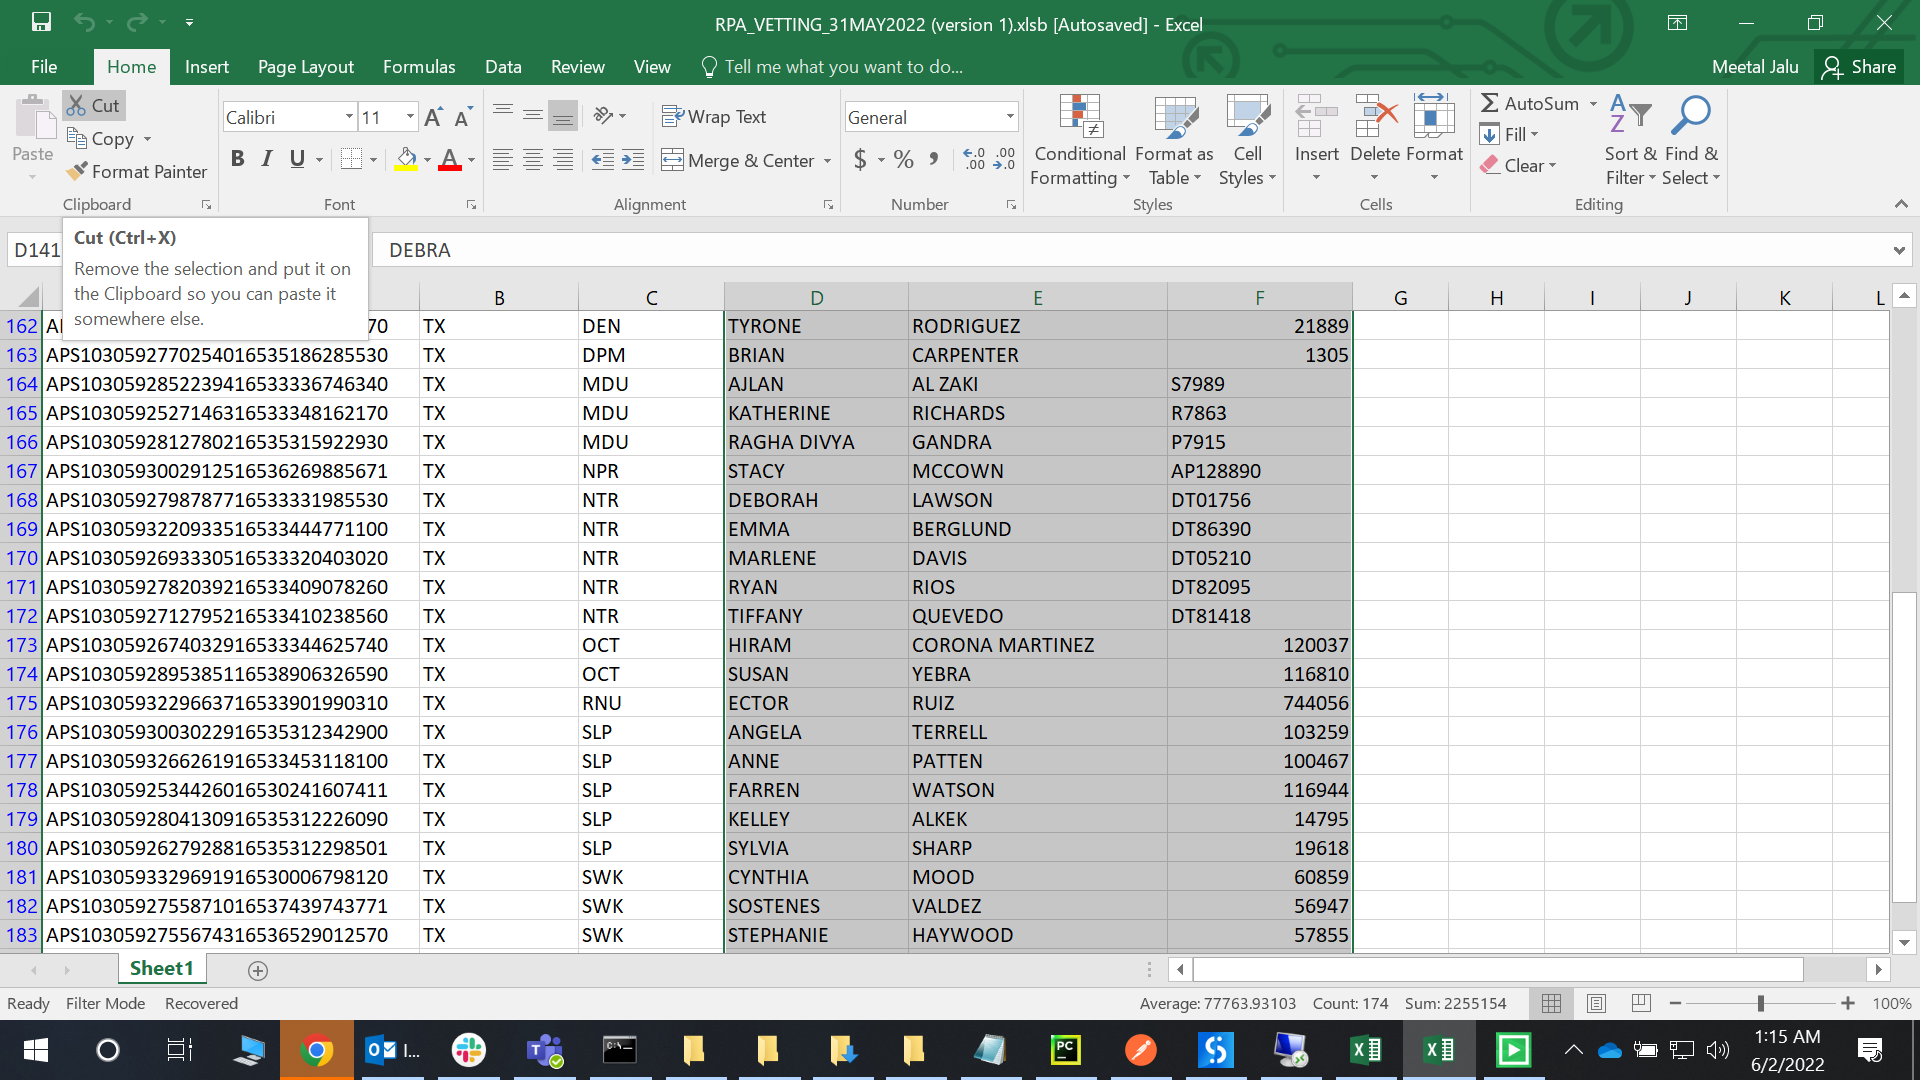 RPA_VETTING_31MAY2022 (version 1).xlsb [Autosaved] - Excel
File Home Insert Page Layout Formulas Data Review View Tell me what you want to do... Meetal Jalu Share
Paste Cut Copy Format Painter
Calibri 11
B I U A
Wrap Text
Merge & Center
General
$ % ,
Conditional Formatting
Format as Table
Cell Styles
Insert Delete Format
AutoSum
Fill
Clear
Sort & Filter
Find & Select
Clipboard Font Alignment Number Styles Cells Editing
D141 DEBRA
Cut (Ctrl+X)
Remove the selection and put it on
the Clipboard so you can paste it
somewhere else.
B C D E F G H I J K L
162 70 TX DEN TYRONE RODRIGUEZ 21889
163 APS10305927702540165351862855​30 TX DPM BRIAN CARPENTER 1305
164 APS1030592852239416533336746340 TX MDU AJLAN AL ZAKI S7989
165 APS1030592527146316533348162170 TX MDU KATHERINE RICHARDS R7863
166 APS1030592812780216535315922930 TX MDU RAGHA DIVYA GANDRA P7915
167 APS1030593002912516536269885671 TX NPR STACY MCCOWN AP128890
168 APS1030592798787716533331985530 TX NTR DEBORAH LAWSON DT01756
169 APS1030593220933516533444771100 TX NTR EMMA BERGLUND DT86390
170 APS1030592693330516533320403020 TX NTR MARLENE DAVIS DT05210
171 APS1030592782039216533409078260 TX NTR RYAN RIOS DT82095
172 APS1030592712795216533410238560 TX NTR TIFFANY QUEVEDO DT81418
173 APS1030592674032916533344625740 TX OCT HIRAM CORONA MARTINEZ 120037
174 APS1030592895385116538906326590 TX OCT SUSAN YEBRA 116810
175 APS1030593229663716533901990310 TX RNU ECTOR RUIZ 744056
176 APS1030593003022916535312342900 TX SLP ANGELA TERRELL 103259
177 APS1030593266261916533453118100 TX SLP ANNE PATTEN 100467
178 APS1030592534426016530241607411 TX SLP FARREN WATSON 116944
179 APS1030592804130916535312226090 TX SLP KELLEY ALKEK 14795
180 APS1030592627928816535312298501 TX SLP SYLVIA SHARP 19618
181 APS1030593329691916530006798120 TX SWK CYNTHIA MOOD 60859
182 APS1030592755871016537439743771 TX SWK SOSTENES VALDEZ 56947
183 APS1030592755674316536529012570 TX SWK STEPHANIE HAYWOOD 57855
Sheet1
Ready Filter Mode Recovered Average: 77763.93103 Count: 174 Sum: 2255154 100%
1:15 AM
6/2/2022